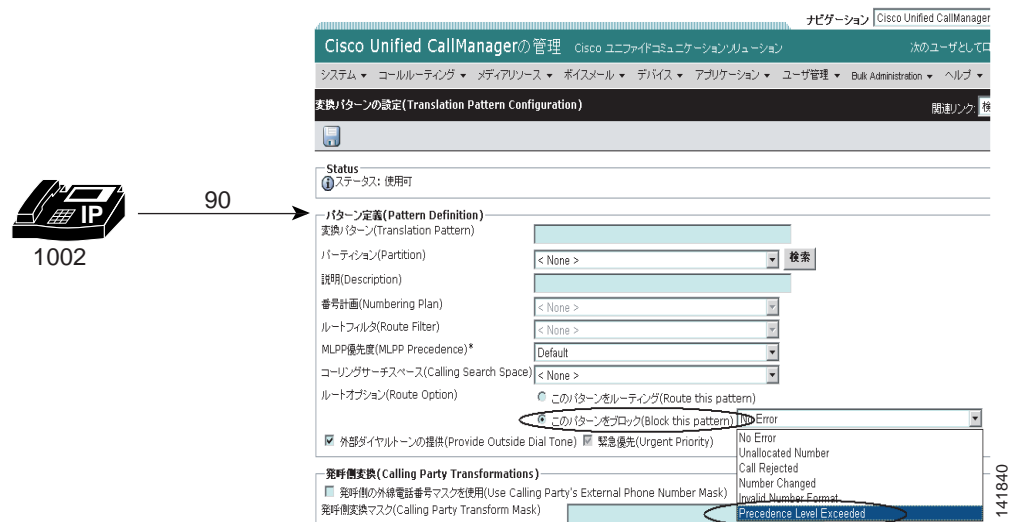 ナビゲーション Cisco Unified CallManager
Cisco Unified CallManagerの管理 Cisco ユニファイドコミュニケーションソリューション 次のユーザとしてロ
システム コールルーティング メディアリソース ボイスメール デバイス アプリケーション ユーザ管理 Bulk Administration ヘルプ
変換パターンの設定(Translation Pattern Configuration) 関連リンク: 検
Status
ステータス: 使用可
パターン定義(Pattern Definition)
変換パターン(Translation Pattern)
パーティション(Partition) < None > 検索
説明(Description)
番号計画(Numbering Plan) < None >
ルートフィルタ(Route Filter) < None >
MLPP優先度(MLPP Precedence)* Default
コーリングサーチスペース(Calling Search Space) < None >
ルートオプション(Route Option) このパターンをルーティング(Route this pattern)
このパターンをブロック(Block this pattern) No Error
外部ダイヤルトーンの提供(Provide Outside Dial Tone) 緊急優先(Urgent Priority)
No Error
Unallocated Number
Call Rejected
Number Changed
Invalid Number Format
Precedence Level Exceeded
発呼側変換(Calling Party Transformations)
発呼側の外線電話番号マスクを使用(Use Calling Party's External Phone Number Mask)
発呼側変換マスク(Calling Party Transform Mask)
IP
1002
90
141840